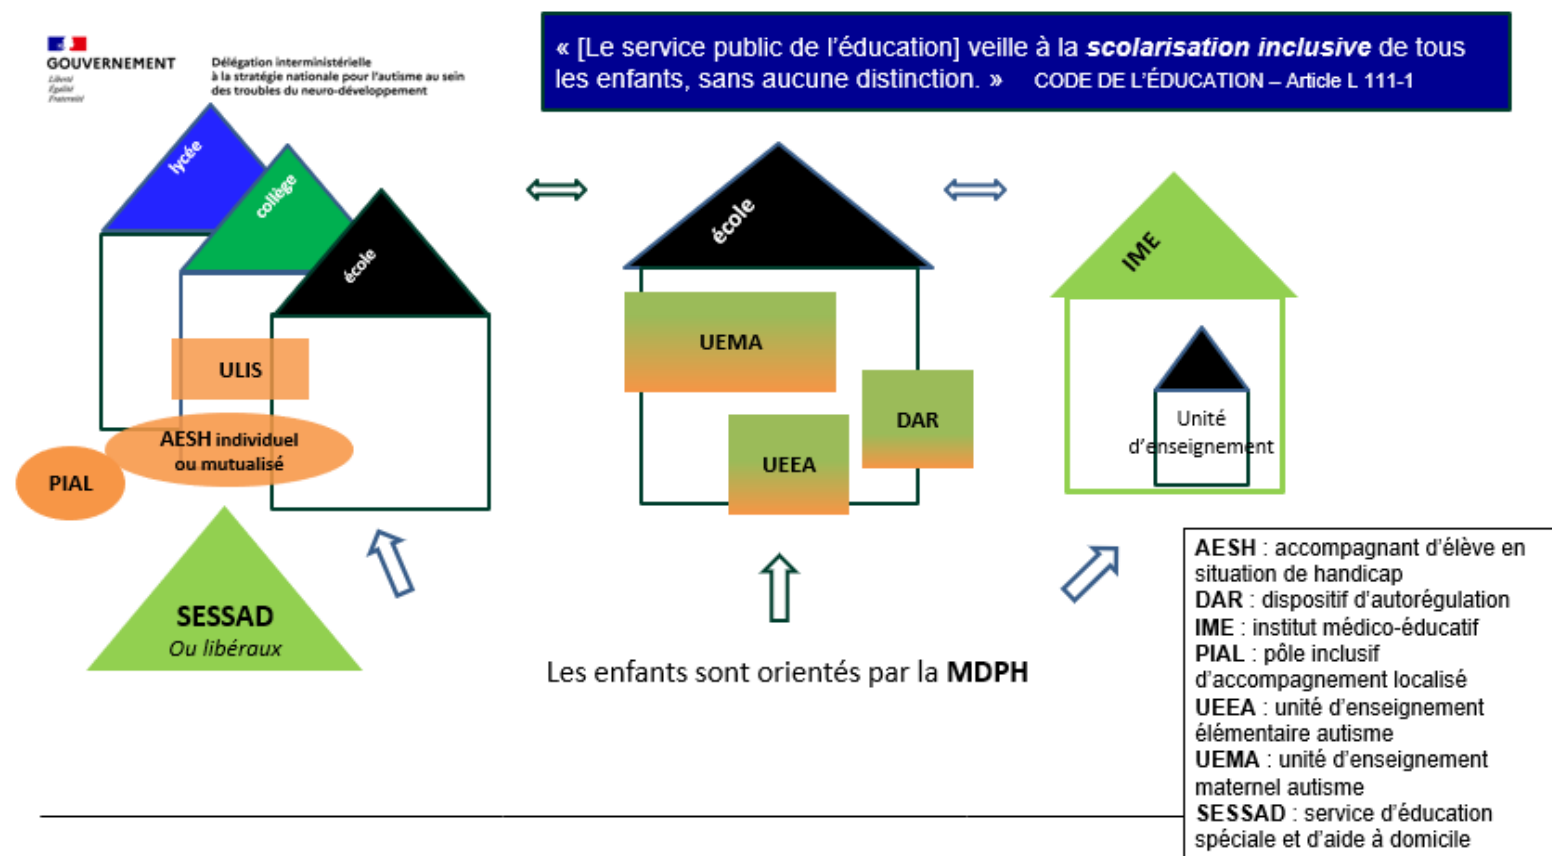 GOUVERNEMENT
Liberté
Égalité
Fraternité
Délégation interministérielle
à la stratégie nationale pour l'autisme au sein
des troubles du neuro-développement
« [Le service public de l'éducation] veille à la scolarisation inclusive de tous
les enfants, sans aucune distinction. » CODE DE L'ÉDUCATION – Article L 111-1
lycée
collège
école
ULIS
AESH individuel
ou mutualisé
PIAL
SESSAD
Ou libéraux
école
UEMA
DAR
UEEA
IME
Unité
d'enseignement
Les enfants sont orientés par la MDPH
AESH : accompagnant d'élève en
situation de handicap
DAR : dispositif d'autorégulation
IME : institut médico-éducatif
PIAL : pôle inclusif
d'accompagnement localisé
UEEA : unité d'enseignement
élémentaire autisme
UEMA : unité d'enseignement
maternel autisme
SESSAD : service d'éducation
spéciale et d'aide à domicile